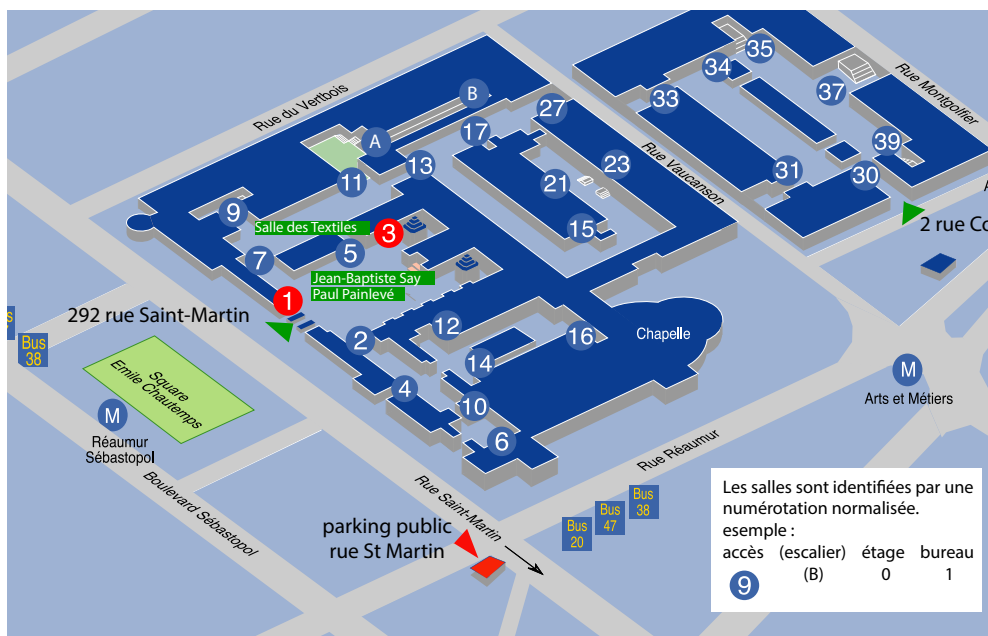 Rue du Vertbois
B
A
35
34
37
Rue Montgolfier
33
27
17
39
13
23
Rue Vaucanson
11
21
31
30
9
15
Salle des Textiles
3
5
7
2 rue Co
Jean-Baptiste Say
Paul Painlevé
1
292 rue Saint-Martin
12
16
Chapelle
2
Bus
38
14
M
Arts et Métiers
4
Square
Emile Chautemps
10
M
Réaumur
Sébastopol
6
Rue Réaumur
Boulevard Sébastopol
Rue Saint-Martin
Bus
38
Bus
47
Bus
20
parking public
rue St Martin
Les salles sont identifiées par une
numérotation normalisée.
esemple :
accès (escalier) étage bureau
9 (B) 0 1